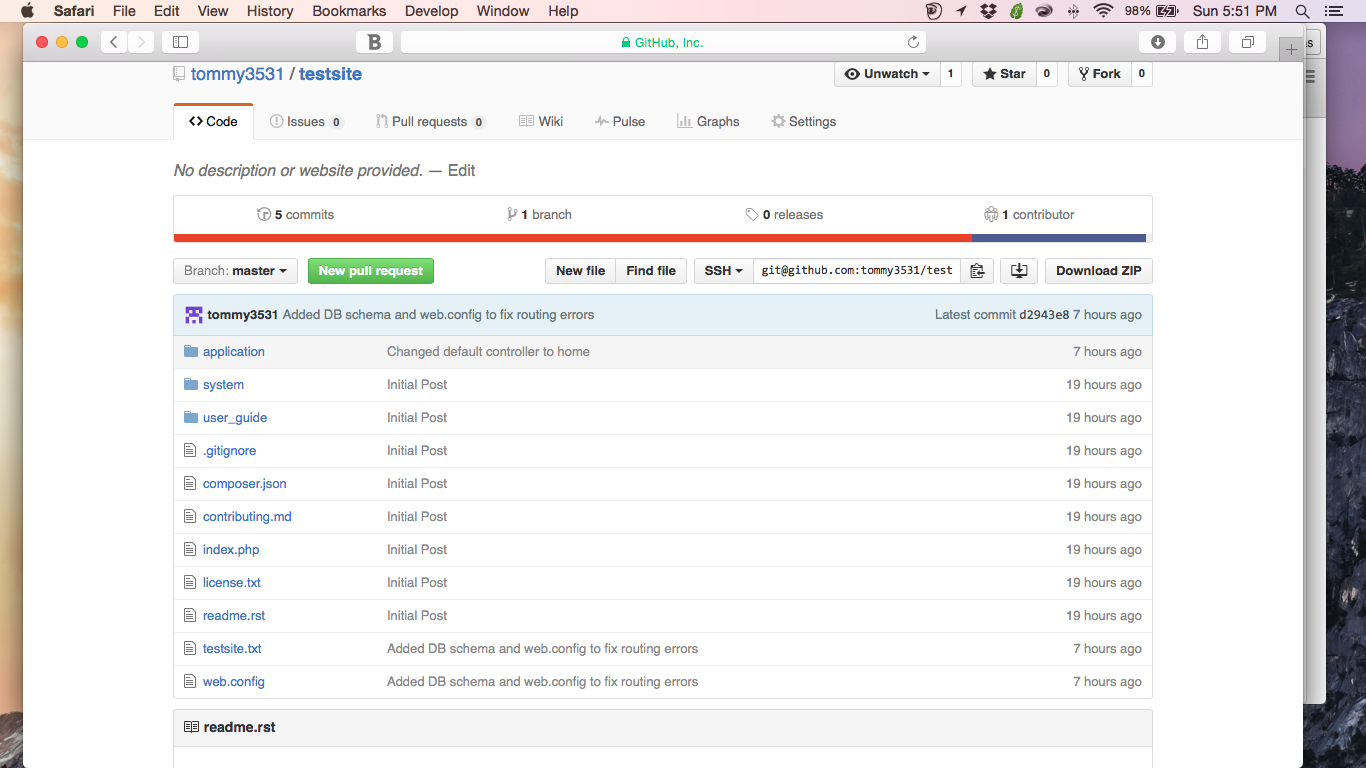 Safari File Edit View History Bookmarks Develop Window Help 98% Sun 5:51 PM
B GitHub, Inc.
tommy3531 / testsite Unwatch 1 Star 0 Fork 0
Code Issues 0 Pull requests 0 Wiki Pulse Graphs Settings
No description or website provided. — Edit
5 commits 1 branch 0 releases 1 contributor
Branch: master New pull request New file Find file SSH git@github.com:tommy3531/test Download ZIP
tommy3531 Added DB schema and web.config to fix routing errors Latest commit d2943e8 7 hours ago
application Changed default controller to home 7 hours ago
system Initial Post 19 hours ago
user_guide Initial Post 19 hours ago
.gitignore Initial Post 19 hours ago
composer.json Initial Post 19 hours ago
contributing.md Initial Post 19 hours ago
index.php Initial Post 19 hours ago
license.txt Initial Post 19 hours ago
readme.rst Initial Post 19 hours ago
testsite.txt Added DB schema and web.config to fix routing errors 7 hours ago
web.config Added DB schema and web.config to fix routing errors 7 hours ago
readme.rst